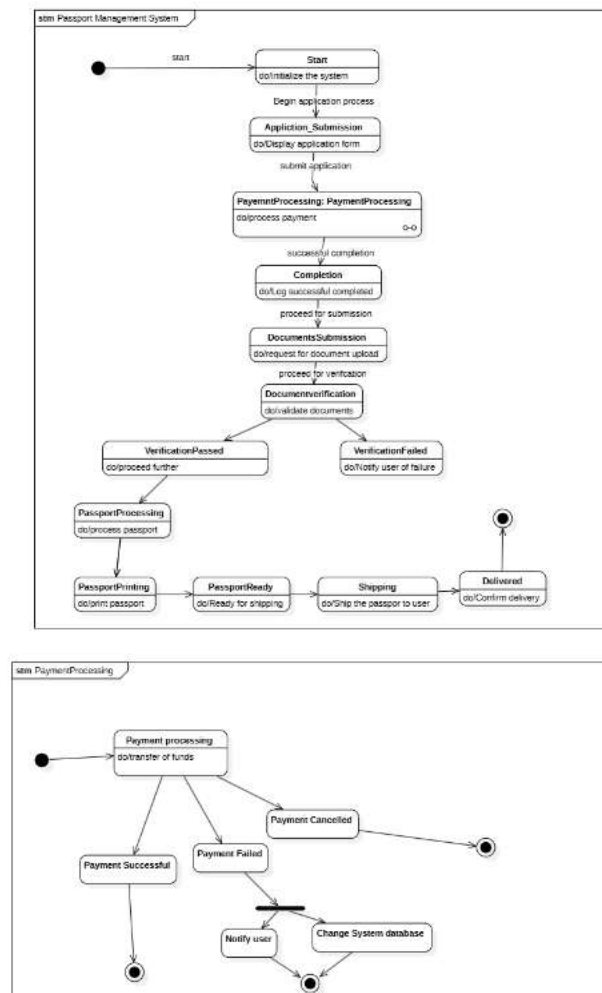 stm Passport Management System
start
Start
do/Initialize the system
Begin application process
Appliction_Submission
do/Display application form
submit application
PayemntProcessing: PaymentProcessing
do/process payment
successful completion
Completion
do/Log successful completed
proceed for submission
DocumentsSubmission
do/request for document upload
proceed for verifcation
Documentverification
do/validate documents
VerificationPassed
do/proceed further
VerificationFailed
do/Notify user of failure
PassportProcessing
do/process passport
PassportPrinting
do/print passport
PassportReady
do/Ready for shipping
Shipping
do/Ship the passpor to user
Delivered
do/Confirm delivery
stm PaymentProcessing
Payment processing
do/transfer of funds
Payment Cancelled
Payment Successful
Payment Failed
Notify user
Change System database